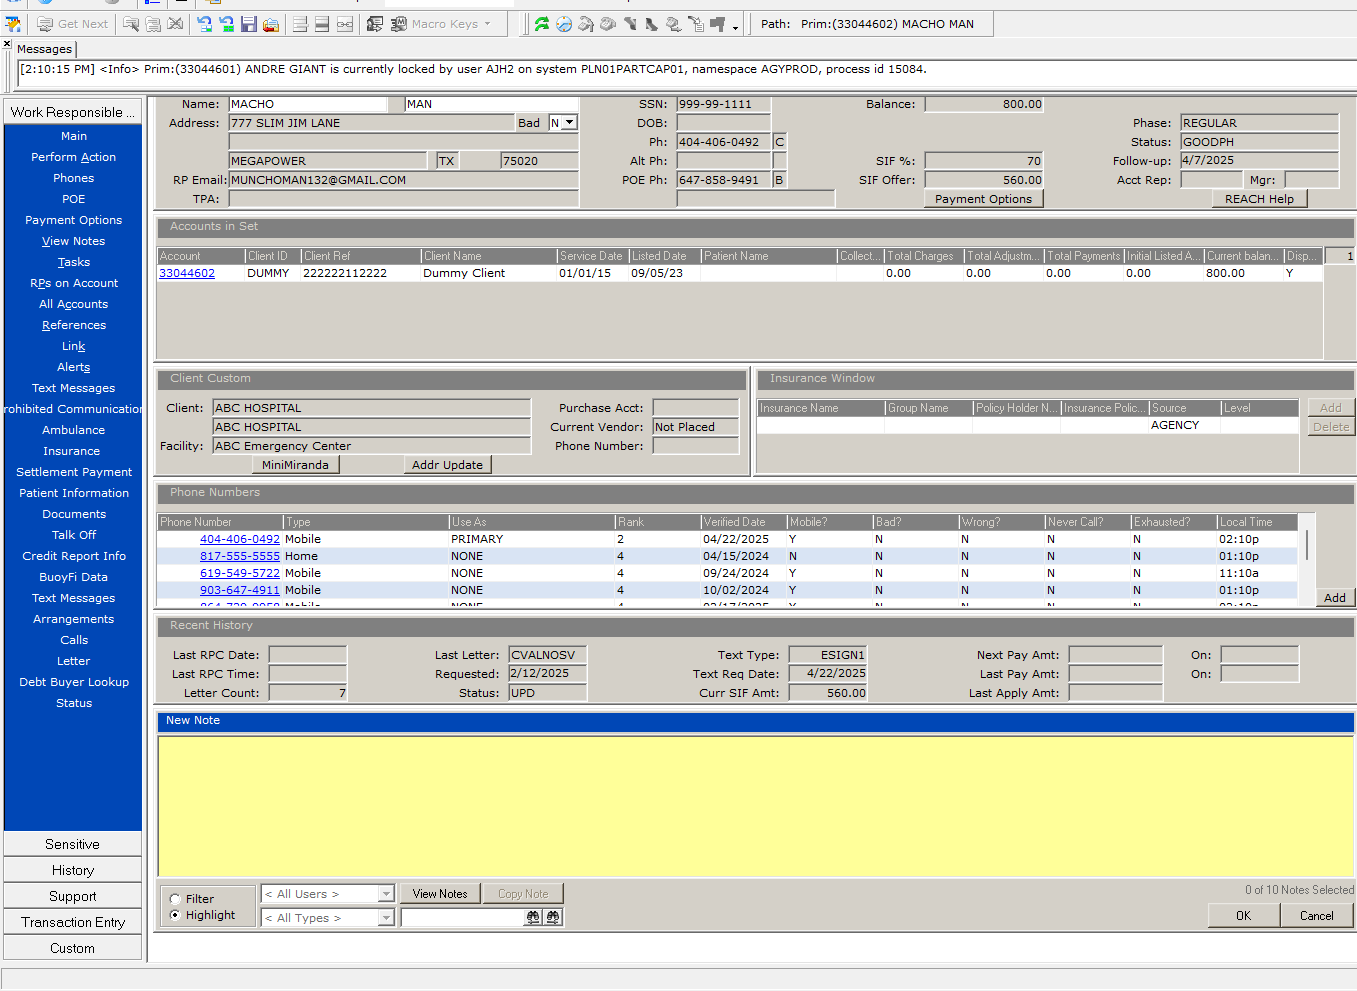 Get Next
Macro Keys
Path: Prim:(33044602) MACHO MAN
Messages
[2:10:15 PM] <Info> Prim:(33044601) ANDRE GIANT is currently locked by user AJH2 on system PLN01PARTCAP01, namespace AGYPROD, process id 15084.
Work Responsible ...
Main
Perform Action
Phones
POE
Payment Options
View Notes
Tasks
RPs on Account
All Accounts
References
Link
Alerts
Text Messages
rohibited Communication
Ambulance
Insurance
Settlement Payment
Patient Information
Documents
Talk Off
Credit Report Info
BuoyFi Data
Text Messages
Arrangements
Calls
Letter
Debt Buyer Lookup
Status
Sensitive
History
Support
Transaction Entry
Custom
Name: MACHO MAN SSN: 999-99-1111 Balance: 800.00
Address: 777 SLIM JIM LANE Bad N DOB: Phase: REGULAR
Ph: 404-406-0492 C Status: GOODPH
MEGAPOWER TX 75020 Alt Ph: SIF %: 70 Follow-up: 4/7/2025
RP Email: MUNCHOMAN132@GMAIL.COM POE Ph: 647-858-9491 B SIF Offer: 560.00 Acct Rep: Mgr:
TPA: Payment Options REACH Help
Accounts in Set
Account Client ID Client Ref Client Name Service Date Listed Date Patient Name Collect... Total Charges Total Adjustm... Total Payments Initial Listed A... Current balan... Disp... 1
33044602 DUMMY 222222112222 Dummy Client 01/01/15 09/05/23 0.00 0.00 0.00 0.00 800.00 Y
Client Custom
Client: ABC HOSPITAL Purchase Acct:
ABC HOSPITAL Current Vendor: Not Placed
Facility: ABC Emergency Center Phone Number:
MiniMiranda Addr Update
Insurance Window
Insurance Name Group Name Policy Holder N... Insurance Polic... Source Level Add
AGENCY Delete
Phone Numbers
Phone Number Type Use As Rank Verified Date Mobile? Bad? Wrong? Never Call? Exhausted? Local Time
404-406-0492 Mobile PRIMARY 2 04/22/2025 Y N N N N 02:10p
817-555-5555 Home NONE 4 04/15/2024 N N N N N 01:10p
619-549-5722 Mobile NONE 4 09/24/2024 Y N N N N 11:10a
903-647-4911 Mobile NONE 4 10/02/2024 Y N N N N 01:10p
Add
Recent History
Last RPC Date: Last Letter: CVALNOSV Text Type: ESIGN1 Next Pay Amt: On:
Last RPC Time: Requested: 2/12/2025 Text Req Date: 4/22/2025 Last Pay Amt: On:
Letter Count: 7 Status: UPD Curr SIF Amt: 560.00 Last Apply Amt:
New Note
Filter < All Users > View Notes Copy Note 0 of 10 Notes Selected
Highlight < All Types > OK Cancel